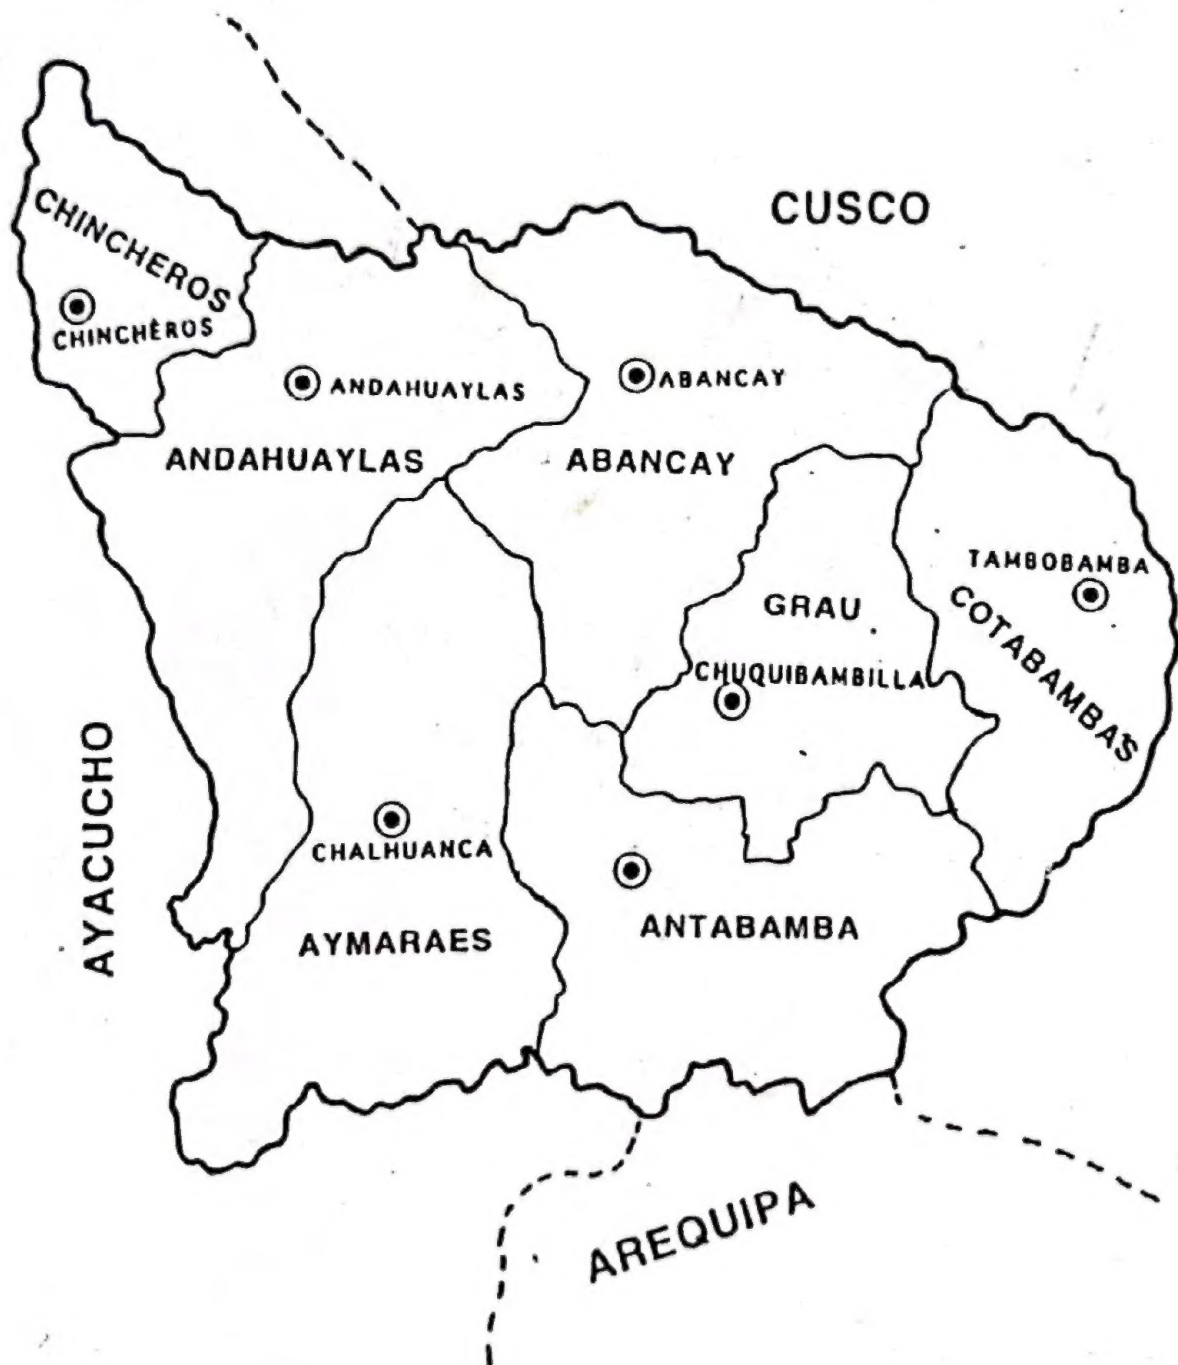 CUSCO
CHINCHEROS
CHINCHEROS
ANDAHUAYLAS
ABANCAY
ANDAHUAYLAS
ABANCAY
TAMBOBAMBA
GRAU
COTABAMBAS
CHUQUIBAMBILLA
AYACUCHO
CHALHUANCA
ANTABAMBA
AYMARAES
AREQUIPA